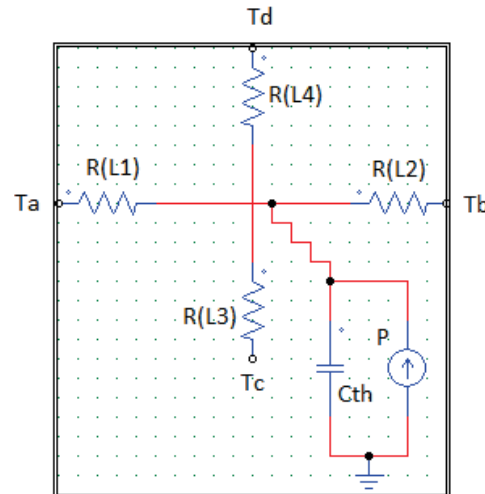 Td
R(L4)
R(L1)
R(L2)
Ta
Tb
R(L3)
P
Tc
Cth